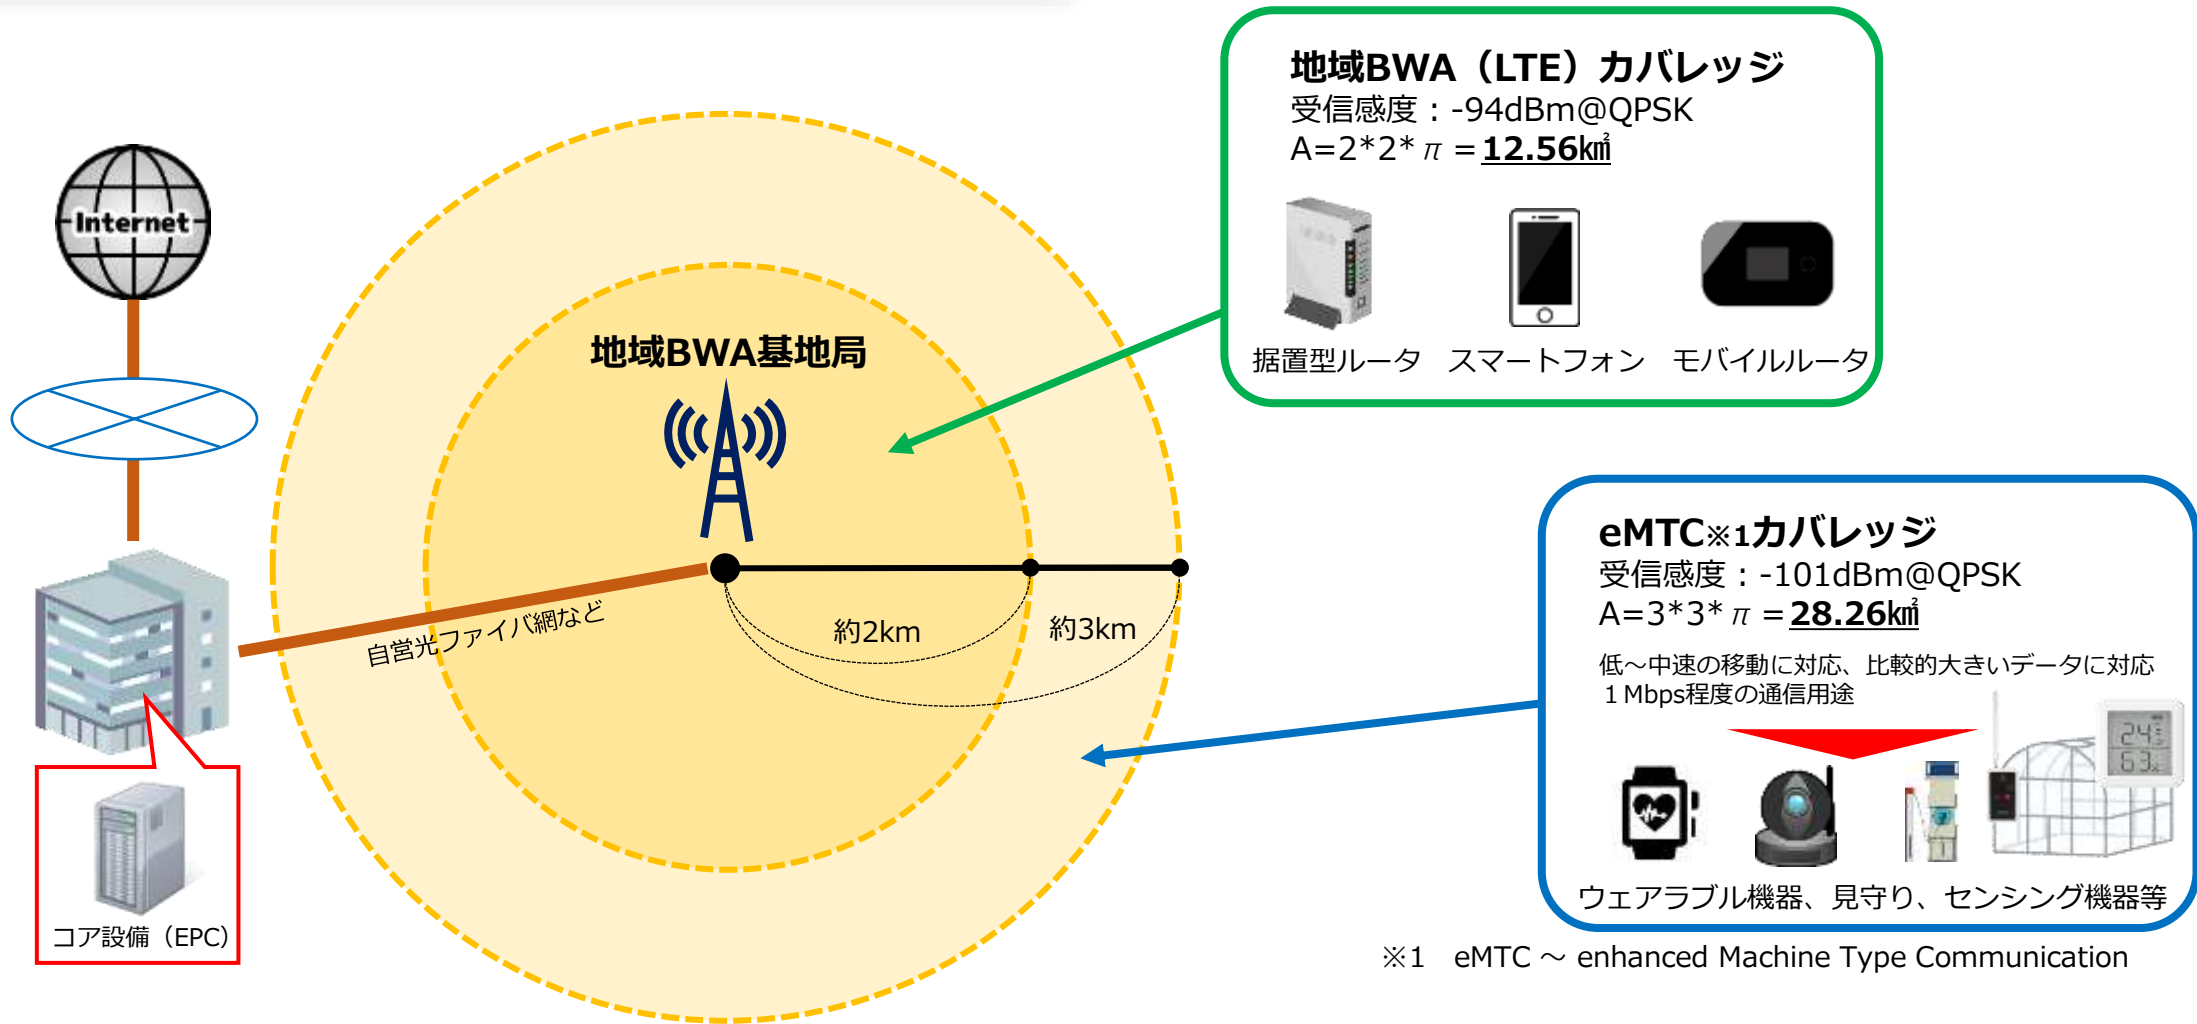 地域BWA（LTE）カバレッジ
受信感度：-94dBm@QPSK
A=2*2*π＝12.56㎢
据置型ルータ スマートフォン モバイルルータ
Internet
地域BWA基地局
自営光ファイバ網など
約2km
約3km
コア設備（EPC）
eMTC※1カバレッジ
受信感度：-101dBm@QPSK
A=3*3*π＝28.26㎢
低～中速の移動に対応、比較的大きいデータに対応
１Mbps程度の通信用途
24
63%
ウェアラブル機器、見守り、センシング機器等
※1 eMTC ～ enhanced Machine Type Communication